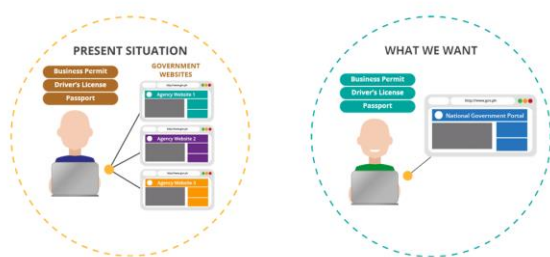 PRESENT SITUATION
Business Permit
Driver's License
Passport
GOVERNMENT
WEBSITES
Agency Website 1
Agency Website 2
Agency Website 3
WHAT WE WANT
Business Permit
Driver's License
Passport
http://www.gov.ph
National Government Portal